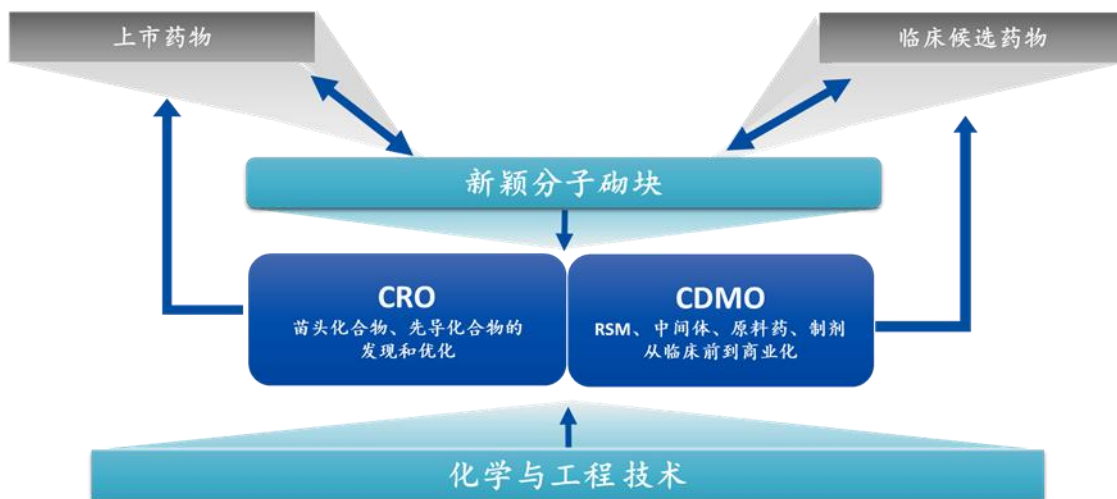 上市药物
临床候选药物
新颖分子砌块
CRO
苗头化合物、先导化合物的
发现和优化
CDMO
RSM、中间体、原料药、制剂
从临床前到商业化
化学与工程技术